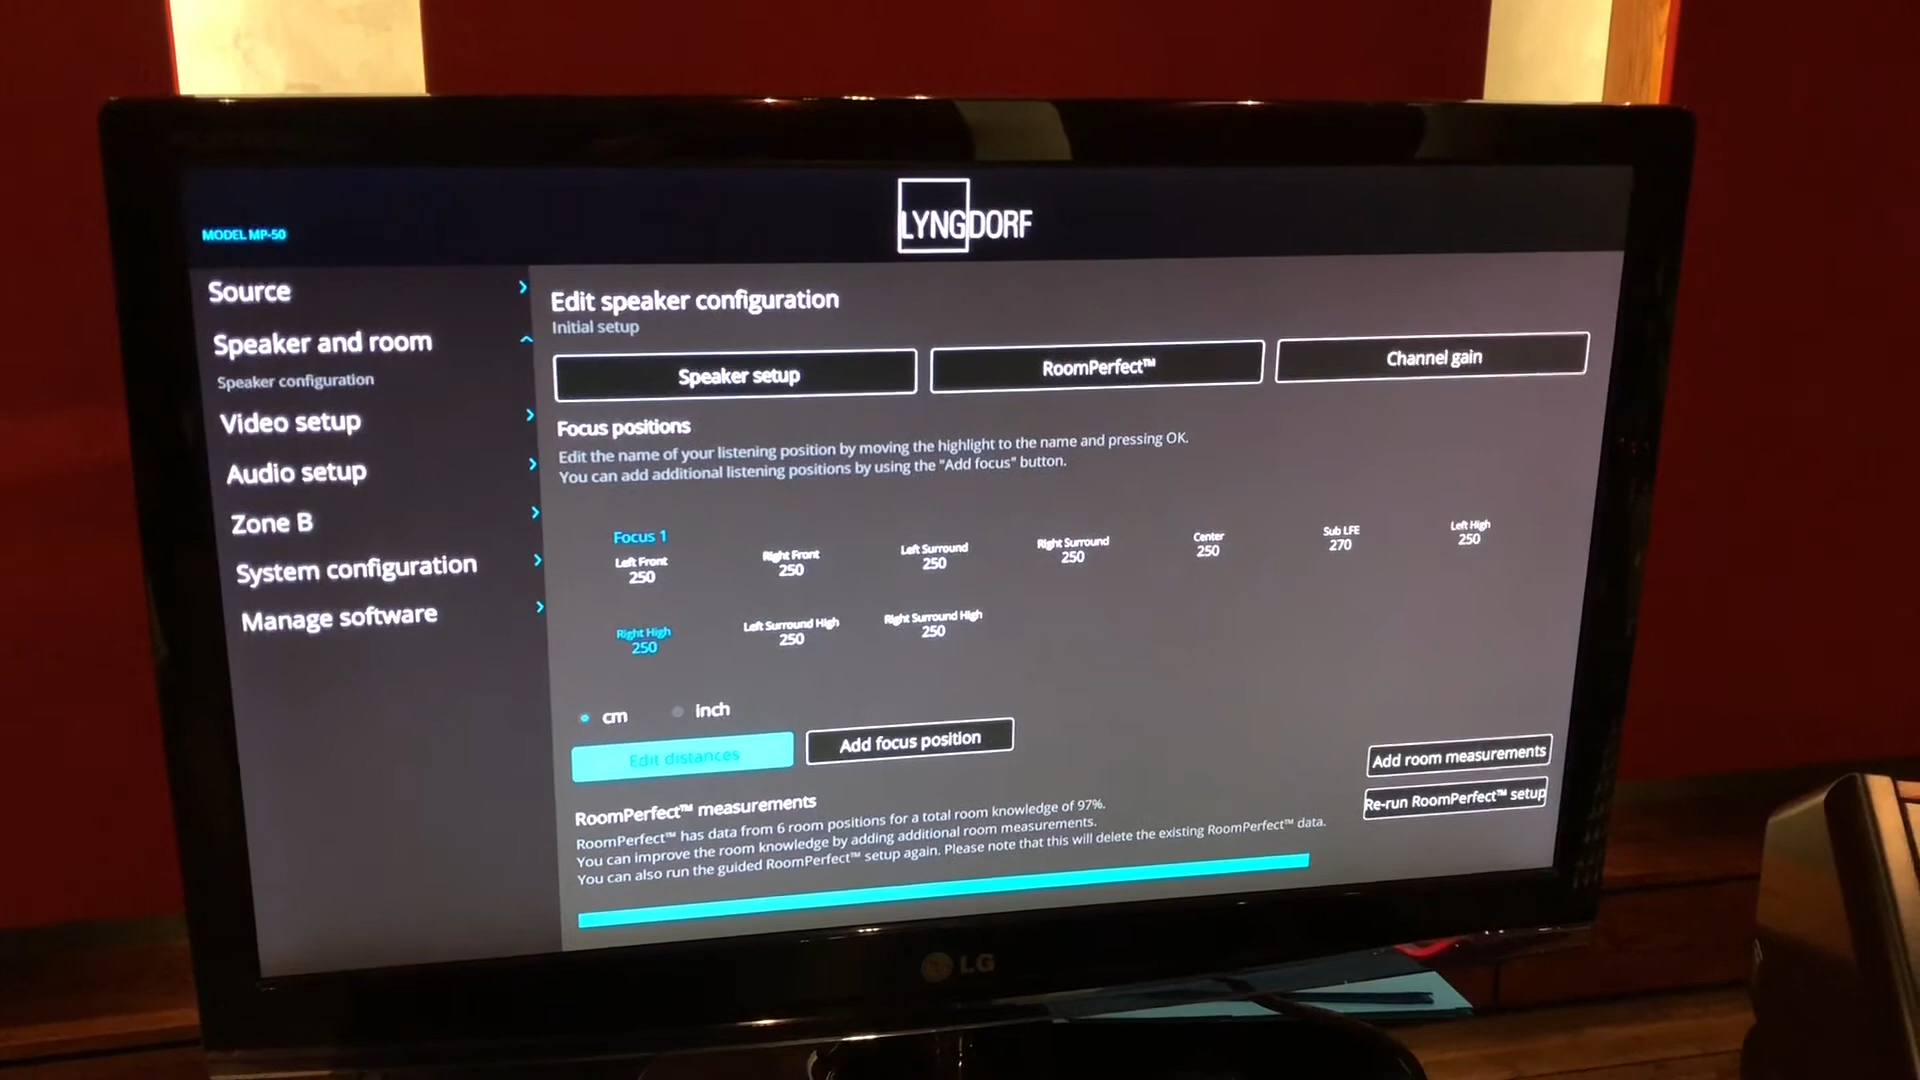 LYNGDORF
MODEL MP-50
Source
Speaker and room
Speaker configuration
Video setup
Audio setup
Zone B
System configuration
Manage software
Edit speaker configuration
Initial setup
Speaker setup
RoomPerfect™
Channel gain
Focus positions
Edit the name of your listening position by moving the highlight to the name and pressing OK.
You can add additional listening positions by using the "Add focus" button.
Focus 1
Left Front
250
Right Front
250
Left Surround
250
Right Surround
250
Center
250
Sub LFE
270
Left High
250
Right High
250
Left Surround High
250
Right Surround High
250
cm
inch
Edit distances
Add focus position
Add room measurements
Re-run RoomPerfect™ setup
RoomPerfect™ measurements
RoomPerfect™ has data from 6 room positions for a total room knowledge of 97%.
You can improve the room knowledge by adding additional room measurements.
You can also run the guided RoomPerfect™ setup again. Please note that this will delete the existing RoomPerfect™ data.
LG